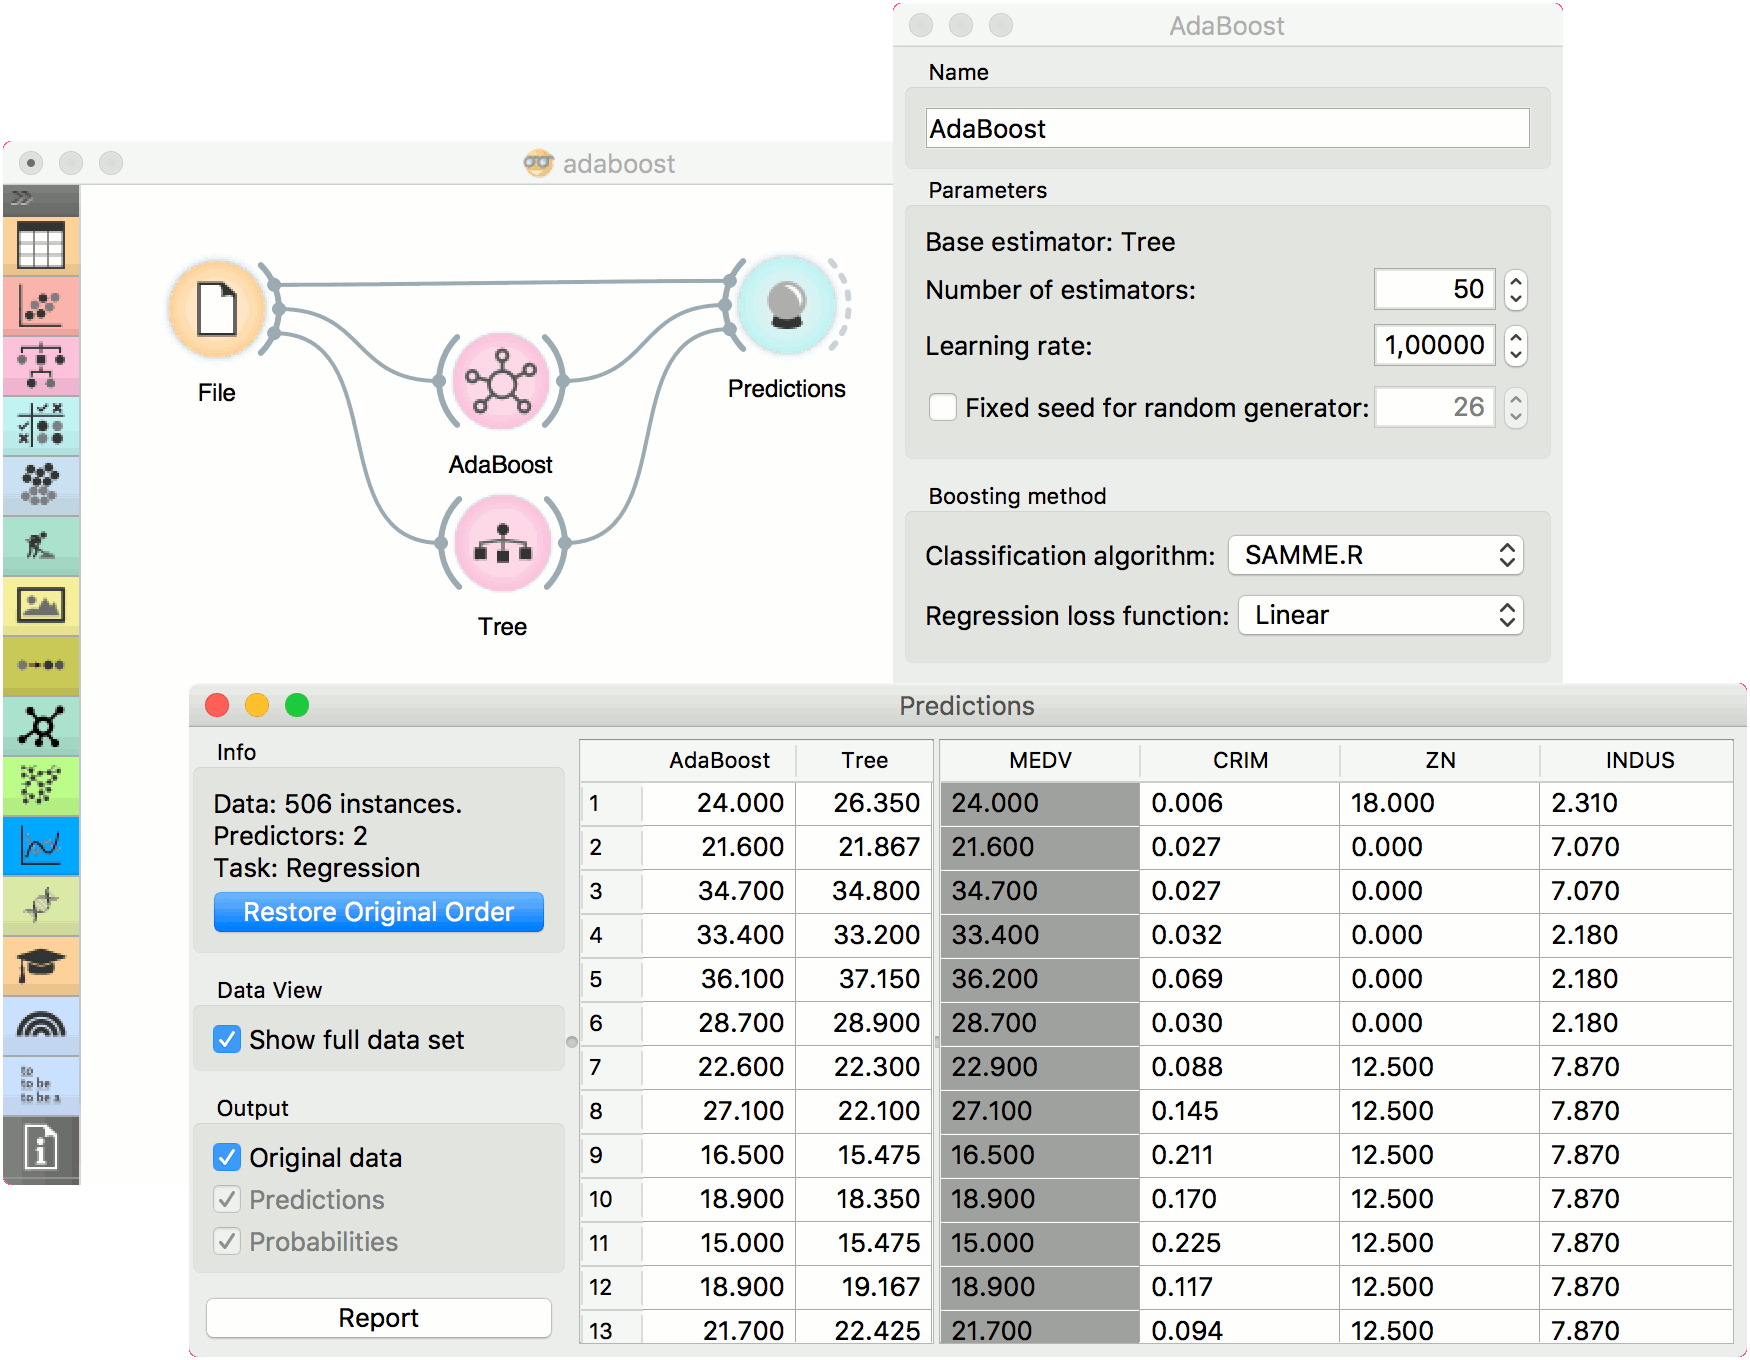 AdaBoost
Name
AdaBoost
Parameters
Base estimator: Tree
Number of estimators: 50
Learning rate: 1,00000
Fixed seed for random generator: 26
Boosting method
Classification algorithm: SAMME.R
Regression loss function: Linear
adaboost
File
AdaBoost
Tree
Predictions
to
to be
to be a
Predictions
Info
Data: 506 instances.
Predictors: 2
Task: Regression
Restore Original Order
Data View
Show full data set
Output
Original data
Predictions
Probabilities
Report
AdaBoost Tree MEDV CRIM ZN INDUS
1 24.000 26.350 24.000 0.006 18.000 2.310
2 21.600 21.867 21.600 0.027 0.000 7.070
3 34.700 34.800 34.700 0.027 0.000 7.070
4 33.400 33.200 33.400 0.032 0.000 2.180
5 36.100 37.150 36.200 0.069 0.000 2.180
6 28.700 28.900 28.700 0.030 0.000 2.180
7 22.600 22.300 22.900 0.088 12.500 7.870
8 27.100 22.100 27.100 0.145 12.500 7.870
9 16.500 15.475 16.500 0.211 12.500 7.870
10 18.900 18.350 18.900 0.170 12.500 7.870
11 15.000 15.475 15.000 0.225 12.500 7.870
12 18.900 19.167 18.900 0.117 12.500 7.870
13 21.700 22.425 21.700 0.094 12.500 7.870